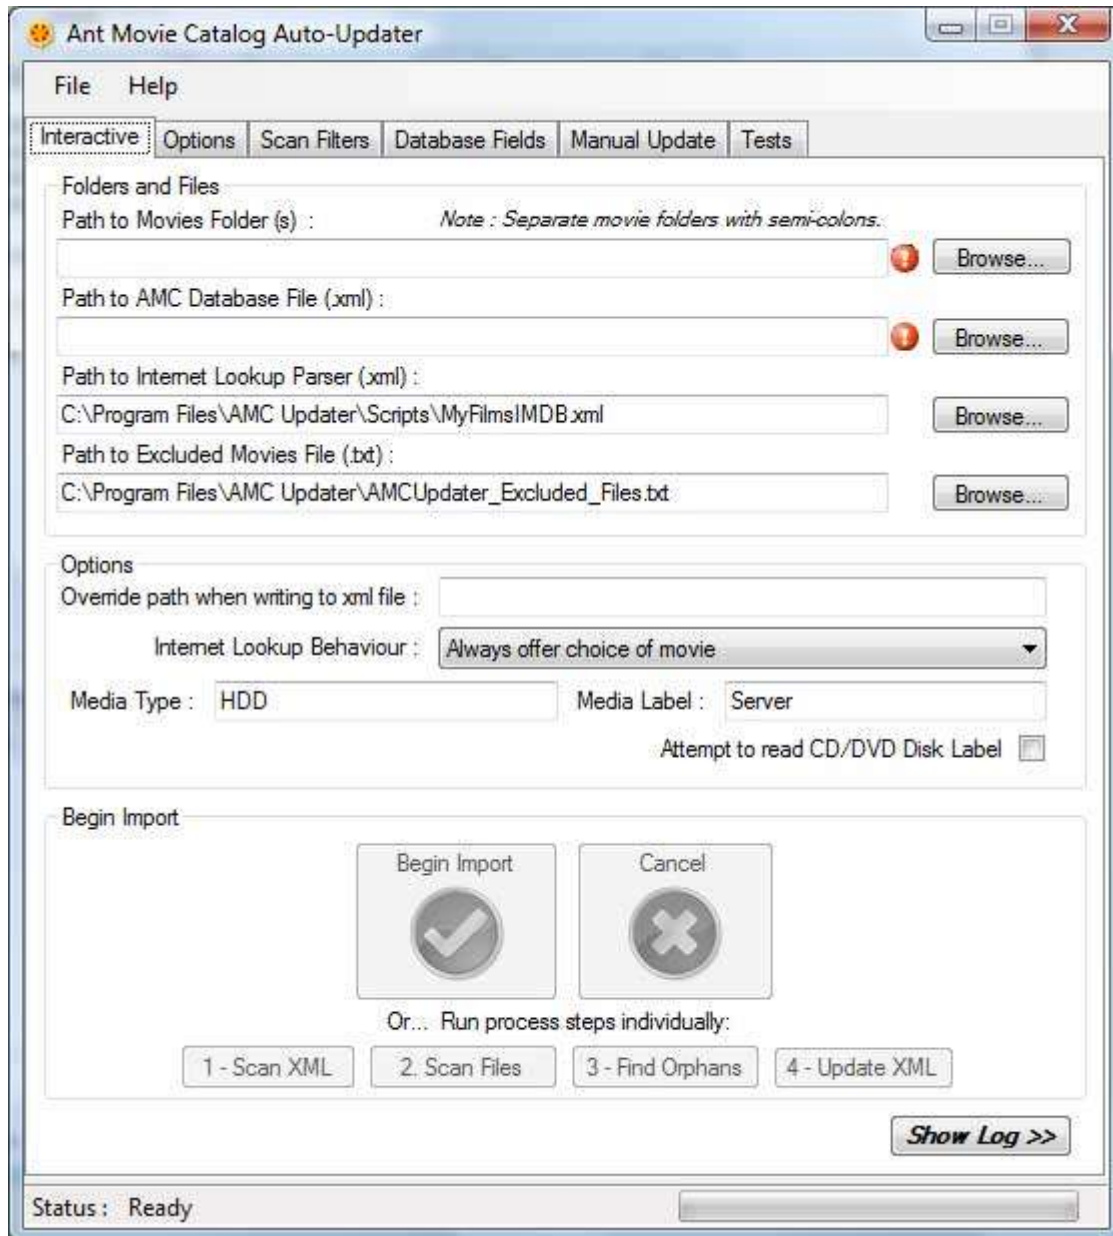 Ant Movie Catalog Auto-Updater
File Help
Interactive Options Scan Filters Database Fields Manual Update Tests
Folders and Files
Path to Movies Folder (s) : Note : Separate movie folders with semi-colons.
Browse...
Path to AMC Database File (.xml) :
Browse...
Path to Internet Lookup Parser (.xml) :
C:\Program Files\AMC Updater\Scripts\MyFilmsIMDB.xml Browse...
Path to Excluded Movies File (.txt) :
C:\Program Files\AMC Updater\AMCUpdater_Excluded_Files.txt Browse...
Options
Override path when writing to xml file :
Internet Lookup Behaviour : Always offer choice of movie
Media Type : HDD Media Label : Server
Attempt to read CD/DVD Disk Label
Begin Import
Begin Import Cancel
Or... Run process steps individually:
1 - Scan XML 2. Scan Files 3 - Find Orphans 4 - Update XML
Show Log >>
Status : Ready